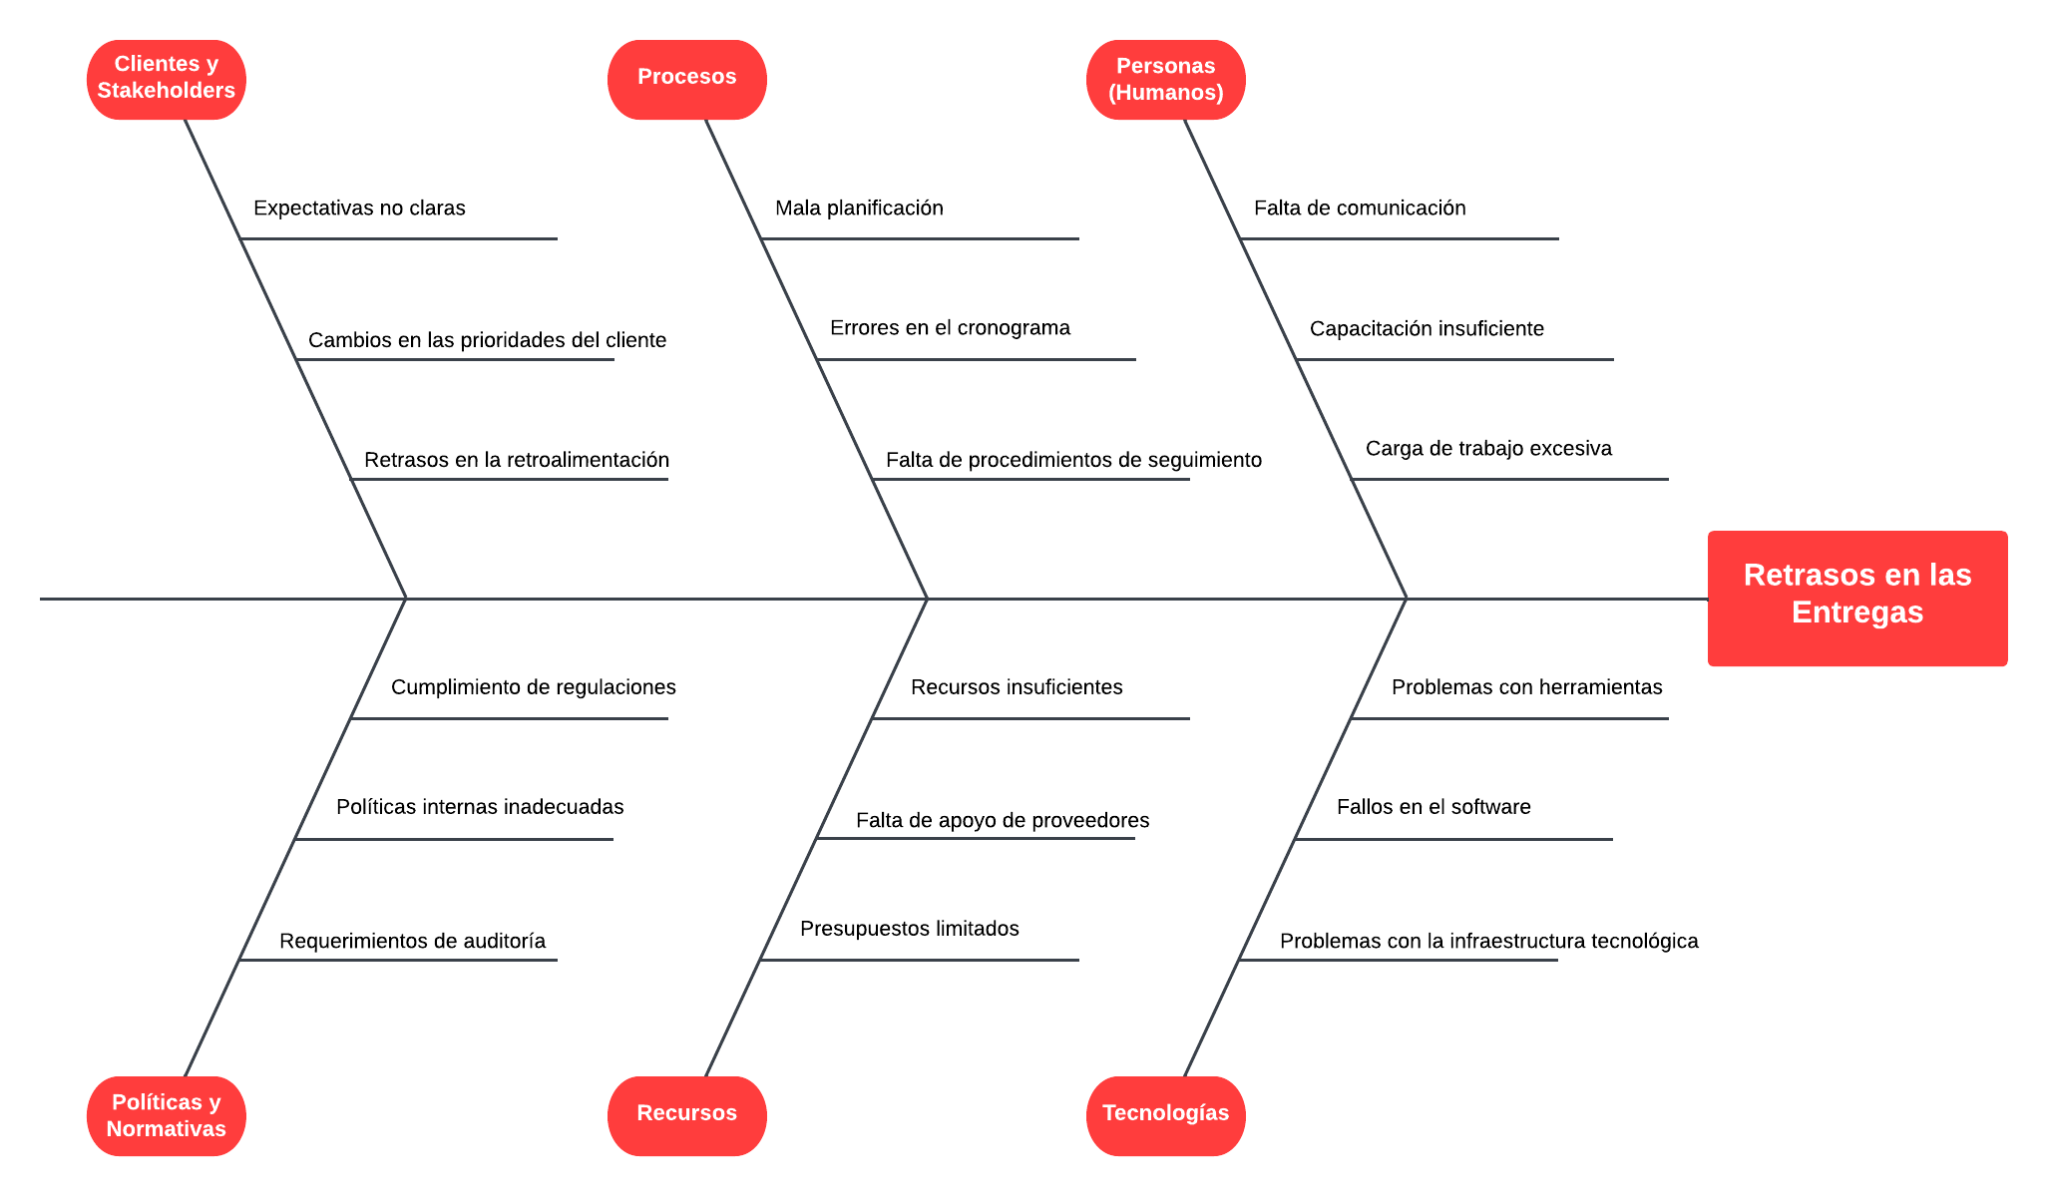 Clientes y
Stakeholders
Procesos
Personas
(Humanos)
Expectativas no claras
Mala planificación
Falta de comunicación
Cambios en las prioridades del cliente
Errores en el cronograma
Capacitación insuficiente
Retrasos en la retroalimentación
Falta de procedimientos de seguimiento
Carga de trabajo excesiva
Retrasos en las
Entregas
Cumplimiento de regulaciones
Recursos insuficientes
Problemas con herramientas
Políticas internas inadecuadas
Falta de apoyo de proveedores
Fallos en el software
Requerimientos de auditoría
Presupuestos limitados
Problemas con la infraestructura tecnológica
Políticas y
Normativas
Recursos
Tecnologías